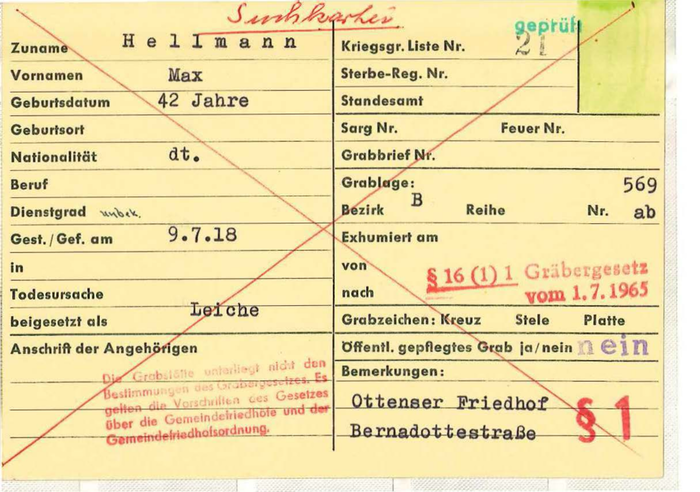 Suchkartei
geprüft
Zuname Hellmann
Vornamen Max
Geburtsdatum 42 Jahre
Geburtsort
Nationalität dt.
Beruf
Dienstgrad unbek.
Gest. / Gef. am 9.7.18
in
Todesursache
beigesetzt als Leiche
Anschrift der Angehörigen
Die Grabstätte unterliegt nicht den
Bestimmungen des Gräbergesetzes. Es
gelten die Vorschriften des Gesetzes
über die Gemeindefriedhöfe und der
Gemeindefriedhofsordnung.
Kriegsgr. Liste Nr. 21
Sterbe-Reg. Nr.
Standesamt
Sarg Nr. Feuer Nr.
Grabbrief Nr.
Grablage: 569
Bezirk B Reihe Nr. ab
Exhumiert am
von
nach
§ 16 (1) 1 Gräbergesetz
vom 1.7.1965
Grabzeichen: Kreuz Stele Platte
Öffentl. gepflegtes Grab ja/nein nein
Bemerkungen:
Ottenser Friedhof
Bernadottestraße
§ 1